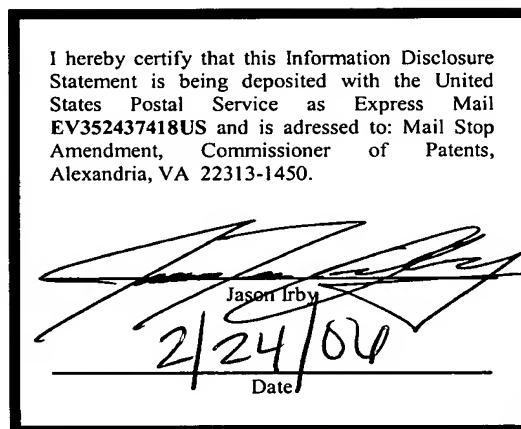 I hereby certify that this Information Disclosure
Statement is being deposited with the United
States Postal Service as Express Mail
EV352437418US and is adressed to: Mail Stop
Amendment, Commissioner of Patents,
Alexandria, VA 22313-1450.
Jason Irby
2/24/06
Date